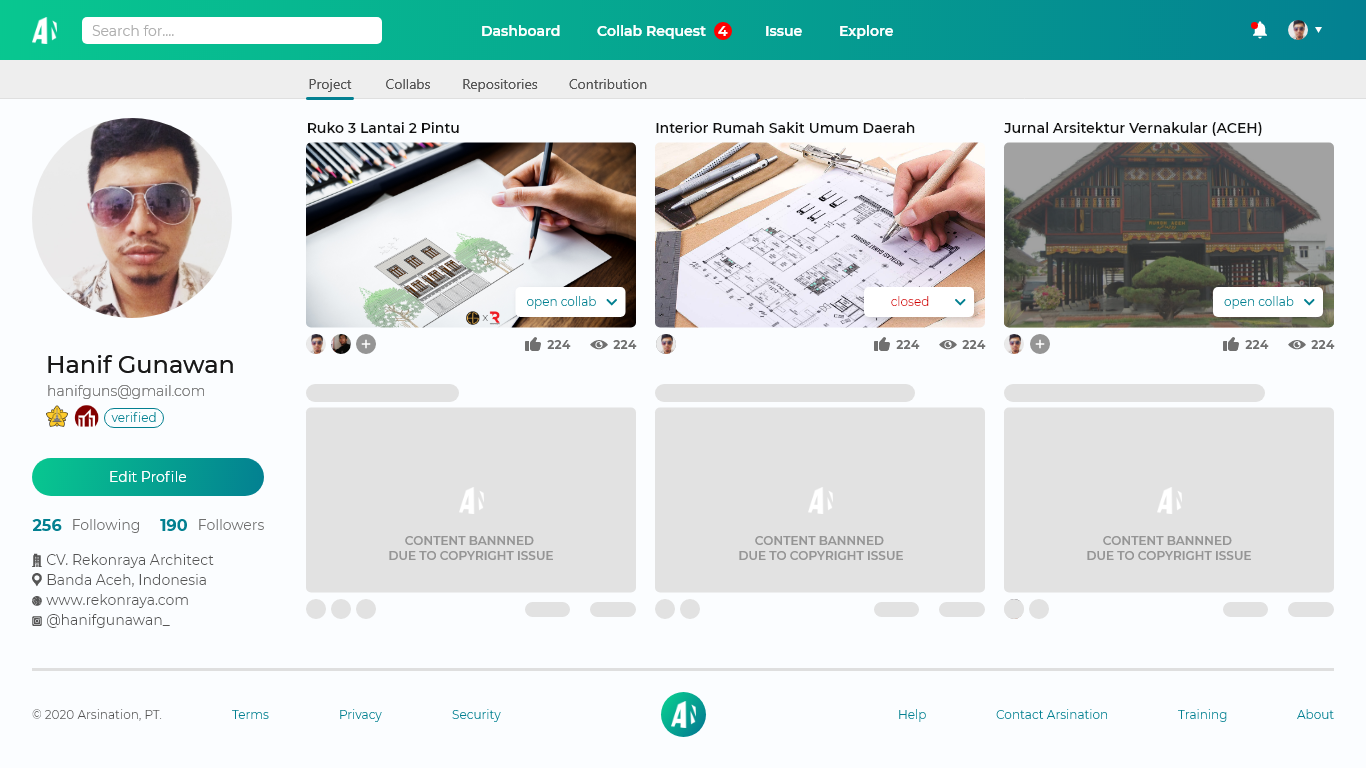 Search for....
Dashboard
Collab Request 4
Issue
Explore
Project
Collabs
Repositories
Contribution
Hanif Gunawan
hanifguns@gmail.com
verified
Edit Profile
256 Following 190 Followers
CV. Rekonraya Architect
Banda Aceh, Indonesia
www.rekonraya.com
@hanifgunawan_
Ruko 3 Lantai 2 Pintu
x
open collab
224 224
Interior Rumah Sakit Umum Daerah
closed
224 224
Jurnal Arsitektur Vernakular (ACEH)
RUMOH ACEH
open collab
224 224
CONTENT BANNNED
DUE TO COPYRIGHT ISSUE
CONTENT BANNNED
DUE TO COPYRIGHT ISSUE
CONTENT BANNNED
DUE TO COPYRIGHT ISSUE
© 2020 Arsination, PT.
Terms
Privacy
Security
Help
Contact Arsination
Training
About